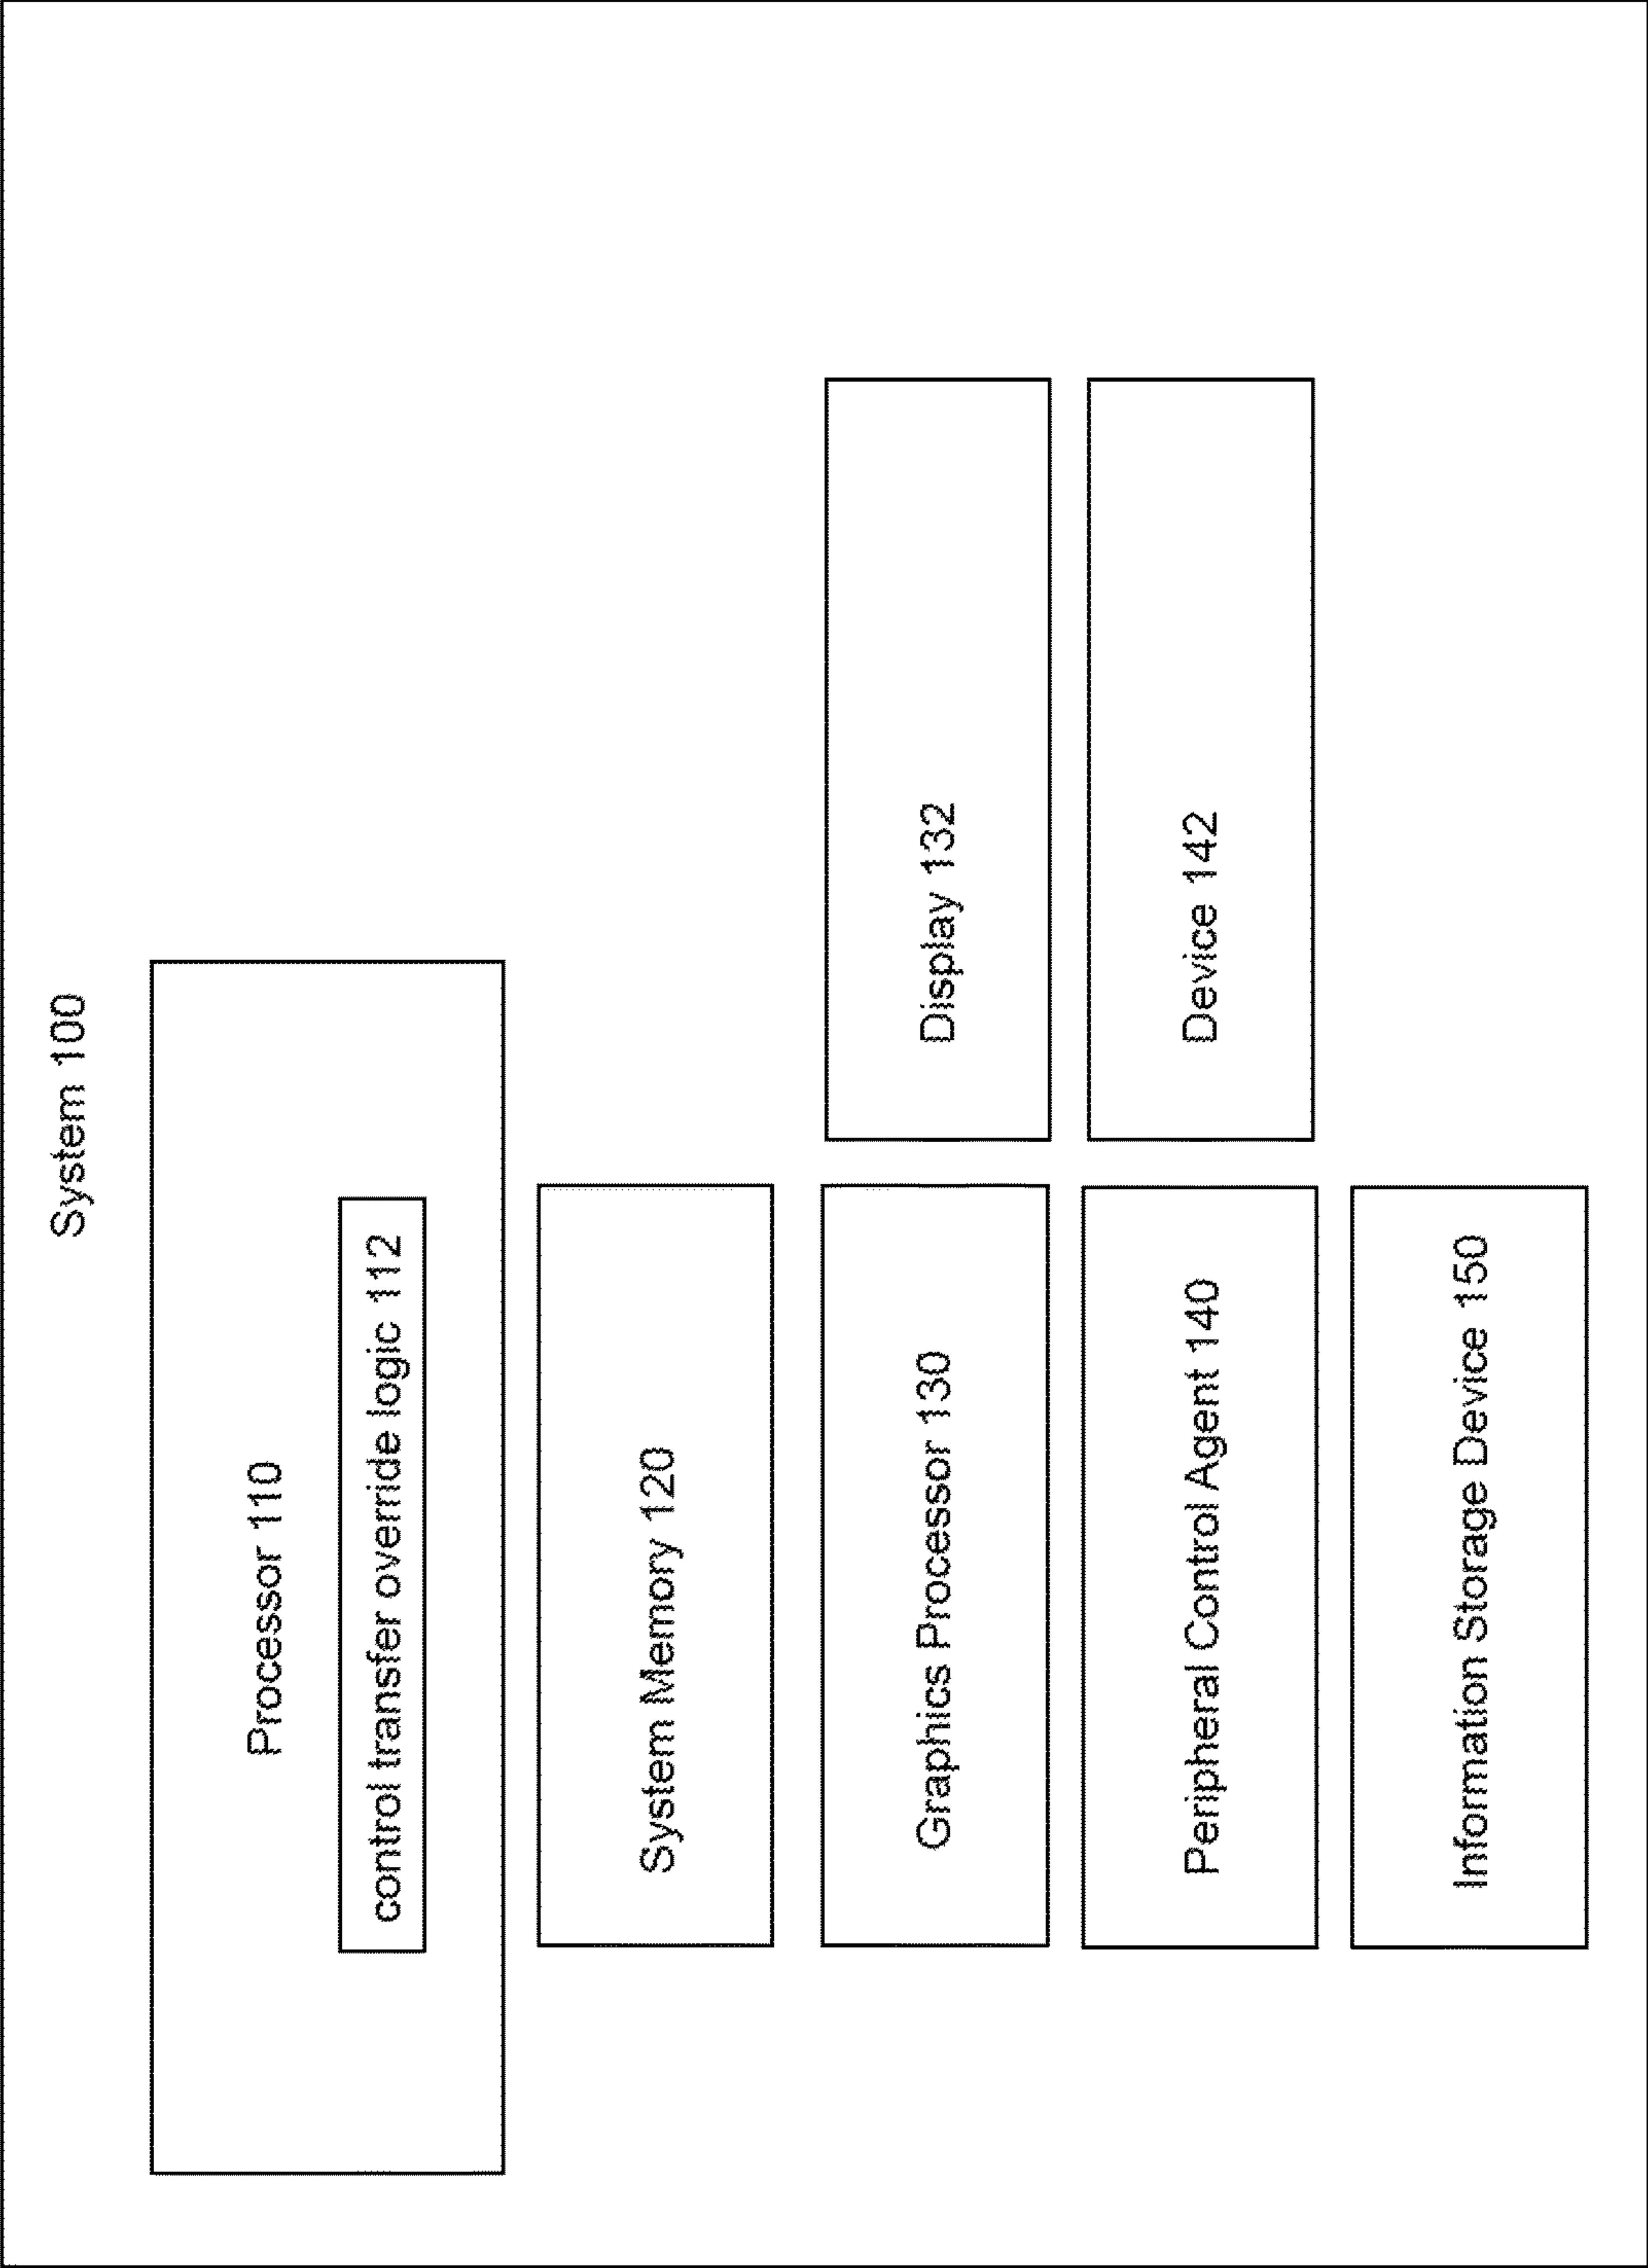 System 100
Processor 110
control transfer override logic 112
System Memory 120
Graphics Processor 130
Display 132
Peripheral Control Agent 140
Device 142
Information Storage Device 150